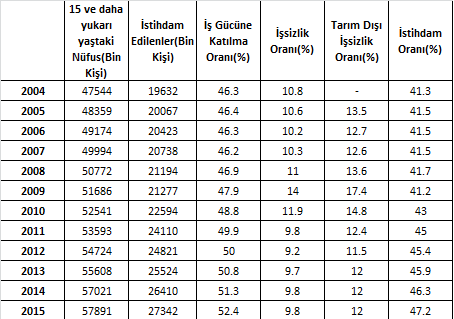 15 ve daha yukarı yaştaki Nüfus(Bin Kişi) İstihdam Edilenler(Bin Kişi) İş Gücüne Katılma Oranı(%) İşsizlik Oranı(%) Tarım Dışı İşsizlik Oranı(%) İstihdam Oranı(%)
2004 47544 19632 46.3 10.8 - 41.3
2005 48359 20067 46.4 10.6 13.5 41.5
2006 49174 20423 46.3 10.2 12.7 41.5
2007 49994 20738 46.2 10.3 12.6 41.5
2008 50772 21194 46.9 11 13.6 41.7
2009 51686 21277 47.9 14 17.4 41.2
2010 52541 22594 48.8 11.9 14.8 43
2011 53593 24110 49.9 9.8 12.4 45
2012 54724 24821 50 9.2 11.5 45.4
2013 55608 25524 50.8 9.7 12 45.9
2014 57021 26410 51.3 9.8 12 46.3
2015 57891 27342 52.4 9.8 12 47.2